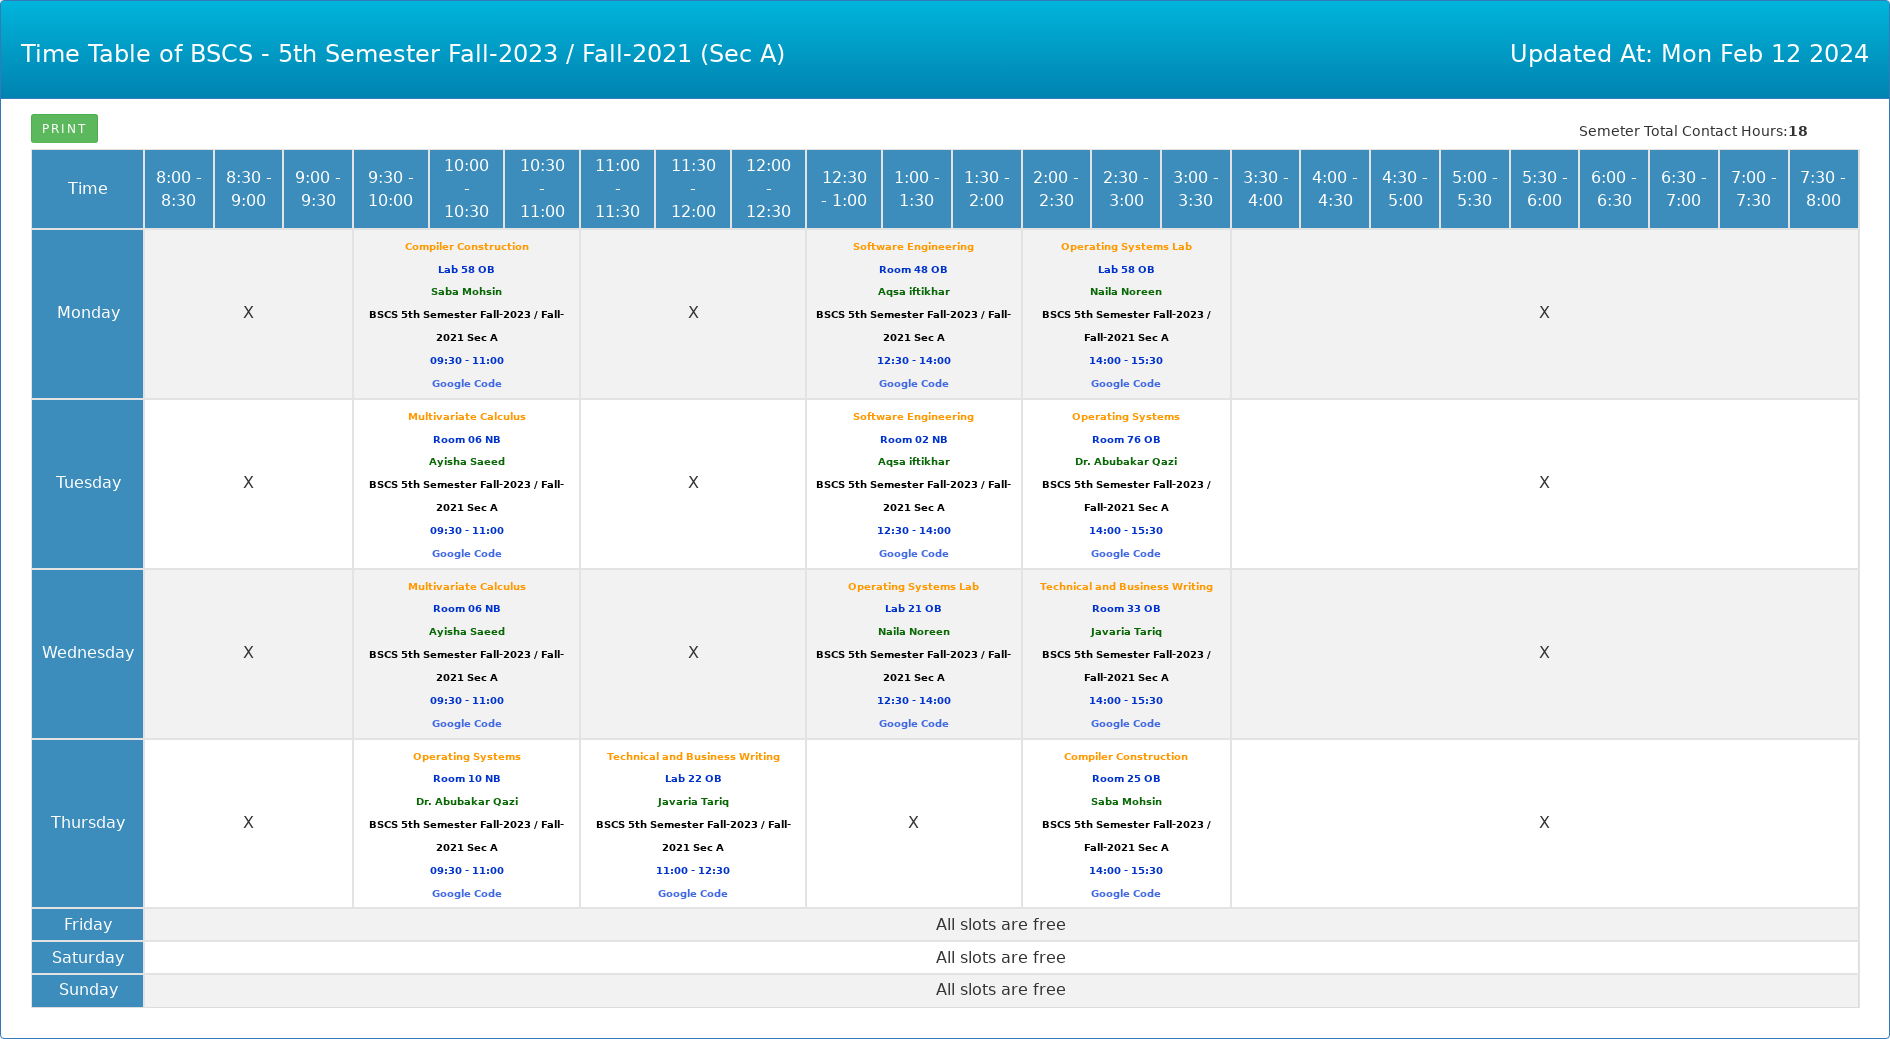 Time Table of BSCS - 5th Semester Fall-2023 / Fall-2021 (Sec A)
Updated At: Mon Feb 12 2024
PRINT
Semeter Total Contact Hours:18
Time
8:00 -
8:30
8:30 -
9:00
9:00 -
9:30
9:30 -
10:00
10:00
-
10:30
10:30
-
11:00
11:00
-
11:30
11:30
-
12:00
12:00
-
12:30
12:30
- 1:00
1:00 -
1:30
1:30 -
2:00
2:00 -
2:30
2:30 -
3:00
3:00 -
3:30
3:30 -
4:00
4:00 -
4:30
4:30 -
5:00
5:00 -
5:30
5:30 -
6:00
6:00 -
6:30
6:30 -
7:00
7:00 -
7:30
7:30 -
8:00
Monday
X
Compiler Construction
Lab 58 OB
Saba Mohsin
BSCS 5th Semester Fall-2023 / Fall-
2021 Sec A
09:30 - 11:00
Google Code
X
Software Engineering
Room 48 OB
Aqsa iftikhar
BSCS 5th Semester Fall-2023 / Fall-
2021 Sec A
12:30 - 14:00
Google Code
Operating Systems Lab
Lab 58 OB
Naila Noreen
BSCS 5th Semester Fall-2023 /
Fall-2021 Sec A
14:00 - 15:30
Google Code
X
Tuesday
X
Multivariate Calculus
Room 06 NB
Ayisha Saeed
BSCS 5th Semester Fall-2023 / Fall-
2021 Sec A
09:30 - 11:00
Google Code
X
Software Engineering
Room 02 NB
Aqsa iftikhar
BSCS 5th Semester Fall-2023 / Fall-
2021 Sec A
12:30 - 14:00
Google Code
Operating Systems
Room 76 OB
Dr. Abubakar Qazi
BSCS 5th Semester Fall-2023 /
Fall-2021 Sec A
14:00 - 15:30
Google Code
X
Wednesday
X
Multivariate Calculus
Room 06 NB
Ayisha Saeed
BSCS 5th Semester Fall-2023 / Fall-
2021 Sec A
09:30 - 11:00
Google Code
X
Operating Systems Lab
Lab 21 OB
Naila Noreen
BSCS 5th Semester Fall-2023 / Fall-
2021 Sec A
12:30 - 14:00
Google Code
Technical and Business Writing
Room 33 OB
Javaria Tariq
BSCS 5th Semester Fall-2023 /
Fall-2021 Sec A
14:00 - 15:30
Google Code
X
Thursday
X
Operating Systems
Room 10 NB
Dr. Abubakar Qazi
BSCS 5th Semester Fall-2023 / Fall-
2021 Sec A
09:30 - 11:00
Google Code
Technical and Business Writing
Lab 22 OB
Javaria Tariq
BSCS 5th Semester Fall-2023 / Fall-
2021 Sec A
11:00 - 12:30
Google Code
X
Compiler Construction
Room 25 OB
Saba Mohsin
BSCS 5th Semester Fall-2023 /
Fall-2021 Sec A
14:00 - 15:30
Google Code
X
Friday
All slots are free
Saturday
All slots are free
Sunday
All slots are free